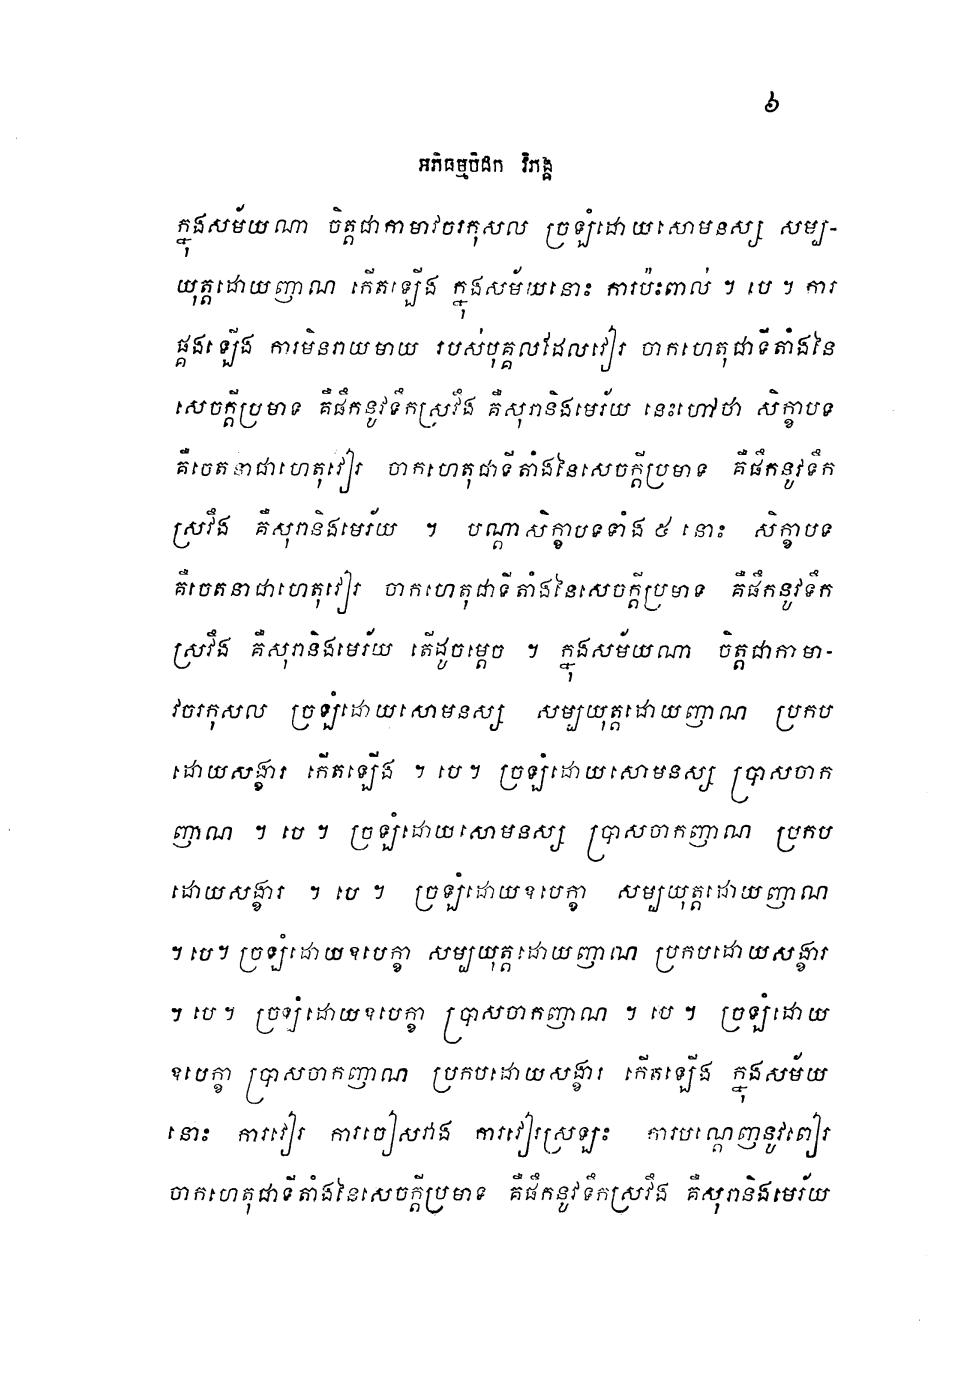 ៦
អភិធម្មបិដក វិភង្គ
ក្នុងសម័យណា ចិត្តជាកាមាវចរកុសល ច្រឡំដោយសោមនស្ស សម្ប-
យុត្តដោយញាណ កើតឡើង ក្នុងសម័យនោះ ការប៉ះពាល់ ។ បេ ។ ការ
ផ្គងឡើង ការមិនរាយមាយ របស់បុគ្គលដែលវៀរ ចាកហេតុជាទីតាំងនៃ
សេចក្តីប្រមាទ គឺផឹកនូវទឹកស្រវឹង គឺសុរានិងមេរ័យ នេះហៅថា សិក្ខាបទ
គឺចេតនាជាហេតុវៀរ ចាកហេតុជាទីតាំងនៃសេចក្តីប្រមាទ គឺផឹកនូវទឹក
ស្រវឹង គឺសុរានិងមេរ័យ ។ បណ្តាសិក្ខាបទទាំង ៥ នោះ សិក្ខាបទ
គឺចេតនាជាហេតុវៀរ ចាកហេតុជាទីតាំងនៃសេចក្តីប្រមាទ គឺផឹកនូវទឹក
ស្រវឹង គឺសុរានិងមេរ័យ តើដូចម្តេច ។ ក្នុងសម័យណា ចិត្តជាកាមា-
វចរកុសល ច្រឡំដោយសោមនស្ស សម្បយុត្តដោយញាណ ប្រកប
ដោយសង្ខារ កើតឡើង ។ បេ ។ ច្រឡំដោយសោមនស្ស ប្រាសចាក
ញាណ ។ បេ ។ ច្រឡំដោយសោមនស្ស ប្រាសចាកញាណ ប្រកប
ដោយសង្ខារ ។ បេ ។ ច្រឡំដោយឧបេក្ខា សម្បយុត្តដោយញាណ
។ បេ ។ ច្រឡំដោយឧបេក្ខា សម្បយុត្តដោយញាណ ប្រកបដោយសង្ខារ
។ បេ ។ ច្រឡំដោយឧបេក្ខា ប្រាសចាកញាណ ។ បេ ។ ច្រឡំដោយ
ឧបេក្ខា ប្រាសចាកញាណ ប្រកបដោយសង្ខារ កើតឡើង ក្នុងសម័យ
នោះ ការវៀរ ការចៀសវាង ការវៀរស្រឡះ ការបណ្តេញនូវពៀរ
ចាកហេតុជាទីតាំងនៃសេចក្តីប្រមាទ គឺផឹកនូវទឹកស្រវឹង គឺសុរានិងមេរ័យ